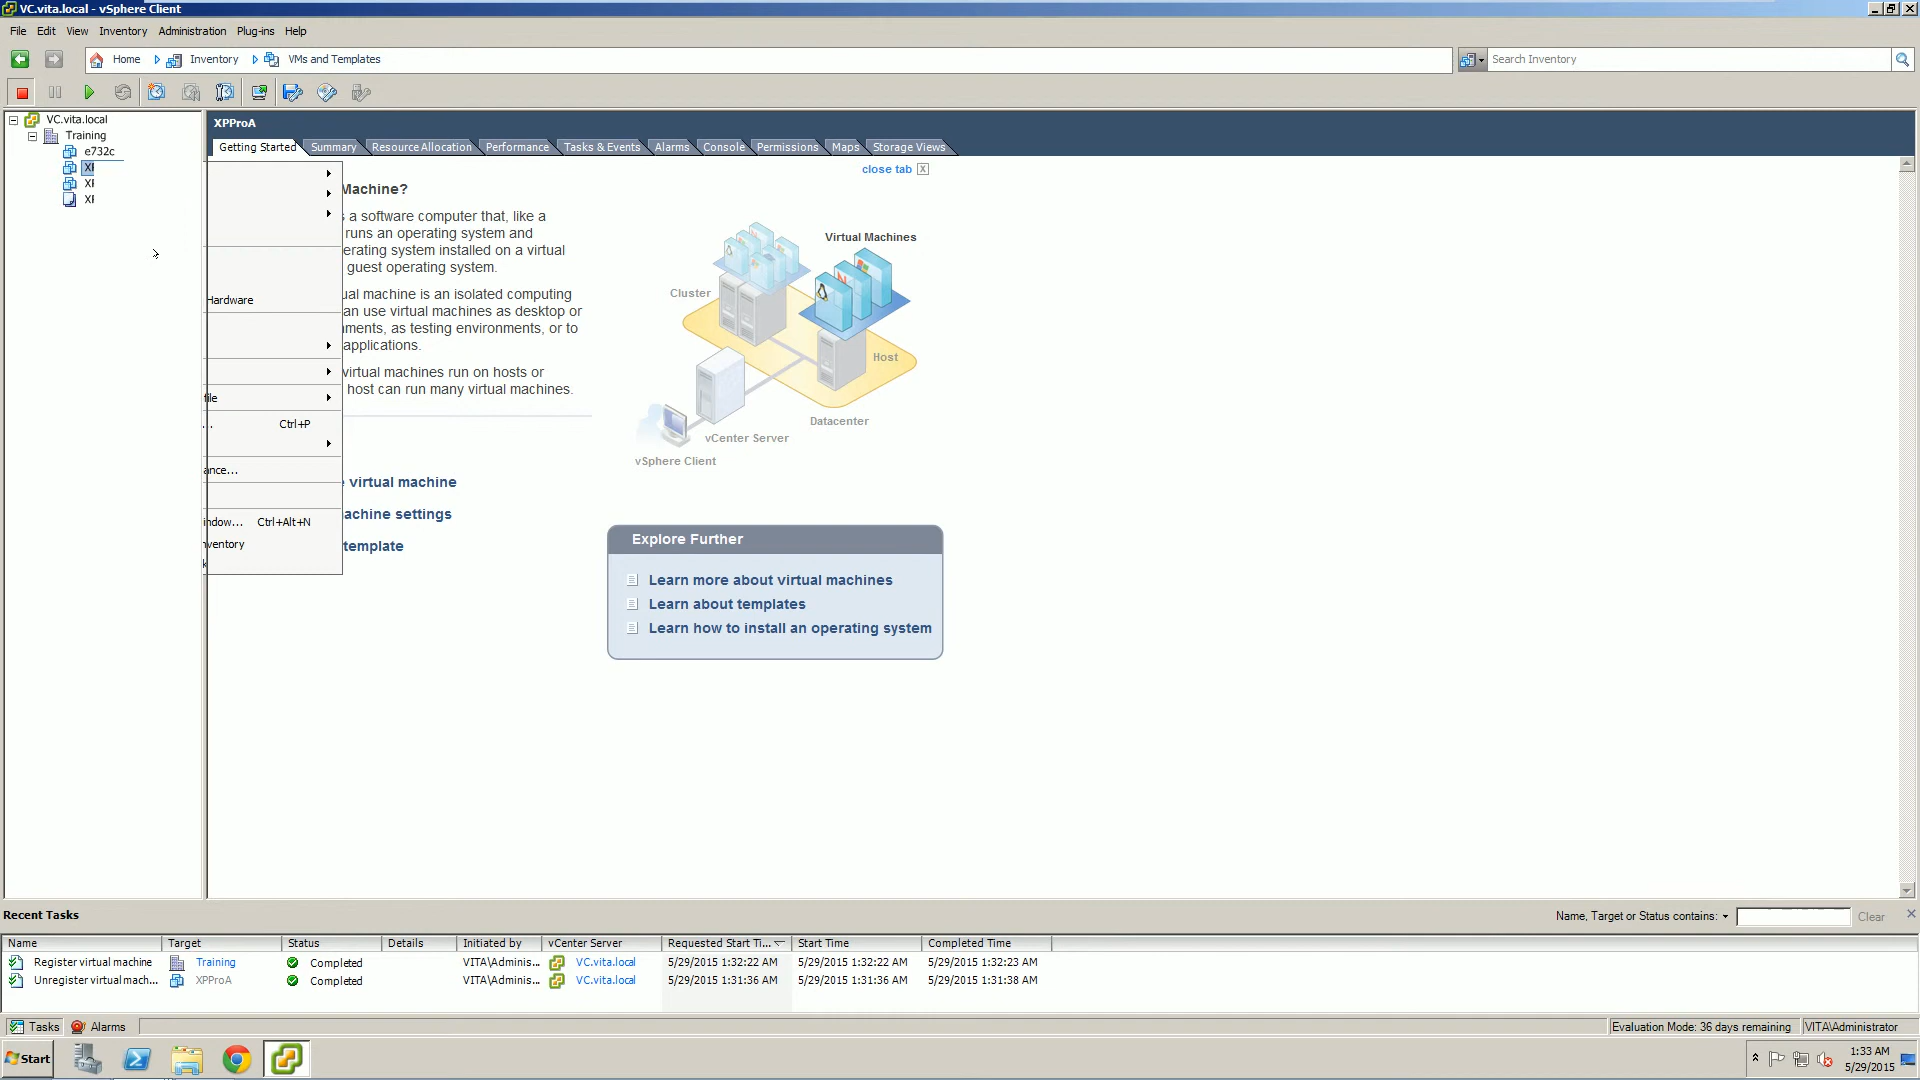 VC.vita.local - vSphere Client
File Edit View Inventory Administration Plug-ins Help
Home Inventory VMs and Templates Search Inventory
VC.vita.local
Training
e732c
XPProA
Getting Started Summary Resource Allocation Performance Tasks & Events Alarms Console Permissions Maps Storage Views
close tab X
Machine?
a software computer that, like a
runs an operating system and
erating system installed on a virtual
guest operating system.
ual machine is an isolated computing
an use virtual machines as desktop or
nments, as testing environments, or to
applications.
virtual machines run on hosts or
host can run many virtual machines.
virtual machine
achine settings
template
Hardware
file
... Ctrl+P
ance...
indow... Ctrl+Alt+N
nventory
Virtual Machines
Cluster
Host
Datacenter
vCenter Server
vSphere Client
Explore Further
Learn more about virtual machines
Learn about templates
Learn how to install an operating system
Recent Tasks Name, Target or Status contains: Clear
Name Target Status Details Initiated by vCenter Server Requested Start Ti... Start Time Completed Time
Register virtual machine Training Completed VITA\Adminis... VC.vita.local 5/29/2015 1:32:22 AM 5/29/2015 1:32:22 AM 5/29/2015 1:32:23 AM
Unregister virtual mach... XPProA Completed VITA\Adminis... VC.vita.local 5/29/2015 1:31:36 AM 5/29/2015 1:31:36 AM 5/29/2015 1:31:38 AM
Tasks Alarms Evaluation Mode: 36 days remaining VITA\Administrator
Start 1:33 AM
5/29/2015